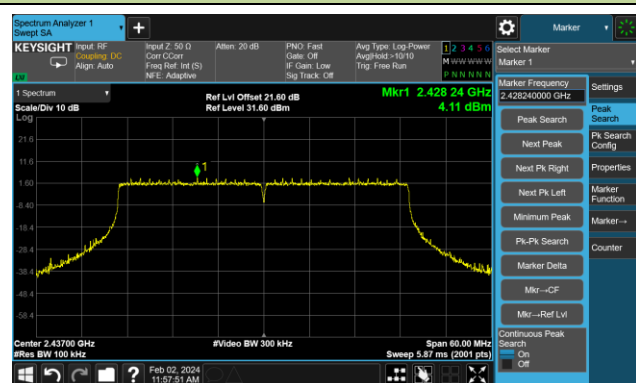 Spectrum Analyzer 1
Swept SA
Marker
KEYSIGHT
Input: RF
Coupling: DC
Align: Auto
Input Z: 50 Ω
Corr CCorr
Freq Ref: Int (S)
NFE: Adaptive
Atten: 20 dB
PNO: Fast
Gate: Off
IF Gain: Low
Sig Track: Off
Avg Type: Log-Power
Avg|Hold:>10/10
Trig: Free Run
1 2 3 4 5 6
M W W W W W
P N N N N N
Select Marker
Marker 1
LW
1 Spectrum
Scale/Div 10 dB
Log
Ref Lvl Offset 21.60 dB
Ref Level 31.60 dBm
Mkr1 2.428 24 GHz
4.11 dBm
21.6
11.6
1.60
-8.40
-18.4
-28.4
-38.4
-48.4
-58.4
1
Center 2.43700 GHz
#Res BW 100 kHz
#Video BW 300 kHz
Span 60.00 MHz
Sweep 5.87 ms (2001 pts)
Marker Frequency
2.428240000 GHz
Peak Search
Next Peak
Next Pk Right
Next Pk Left
Minimum Peak
Pk-Pk Search
Marker Delta
Mkr→CF
Mkr→Ref Lvl
Continuous Peak
Search
On
Off
Settings
Peak
Search
Pk Search
Config
Properties
Marker
Function
Marker→
Counter
?
Feb 02, 2024
11:57:51 AM